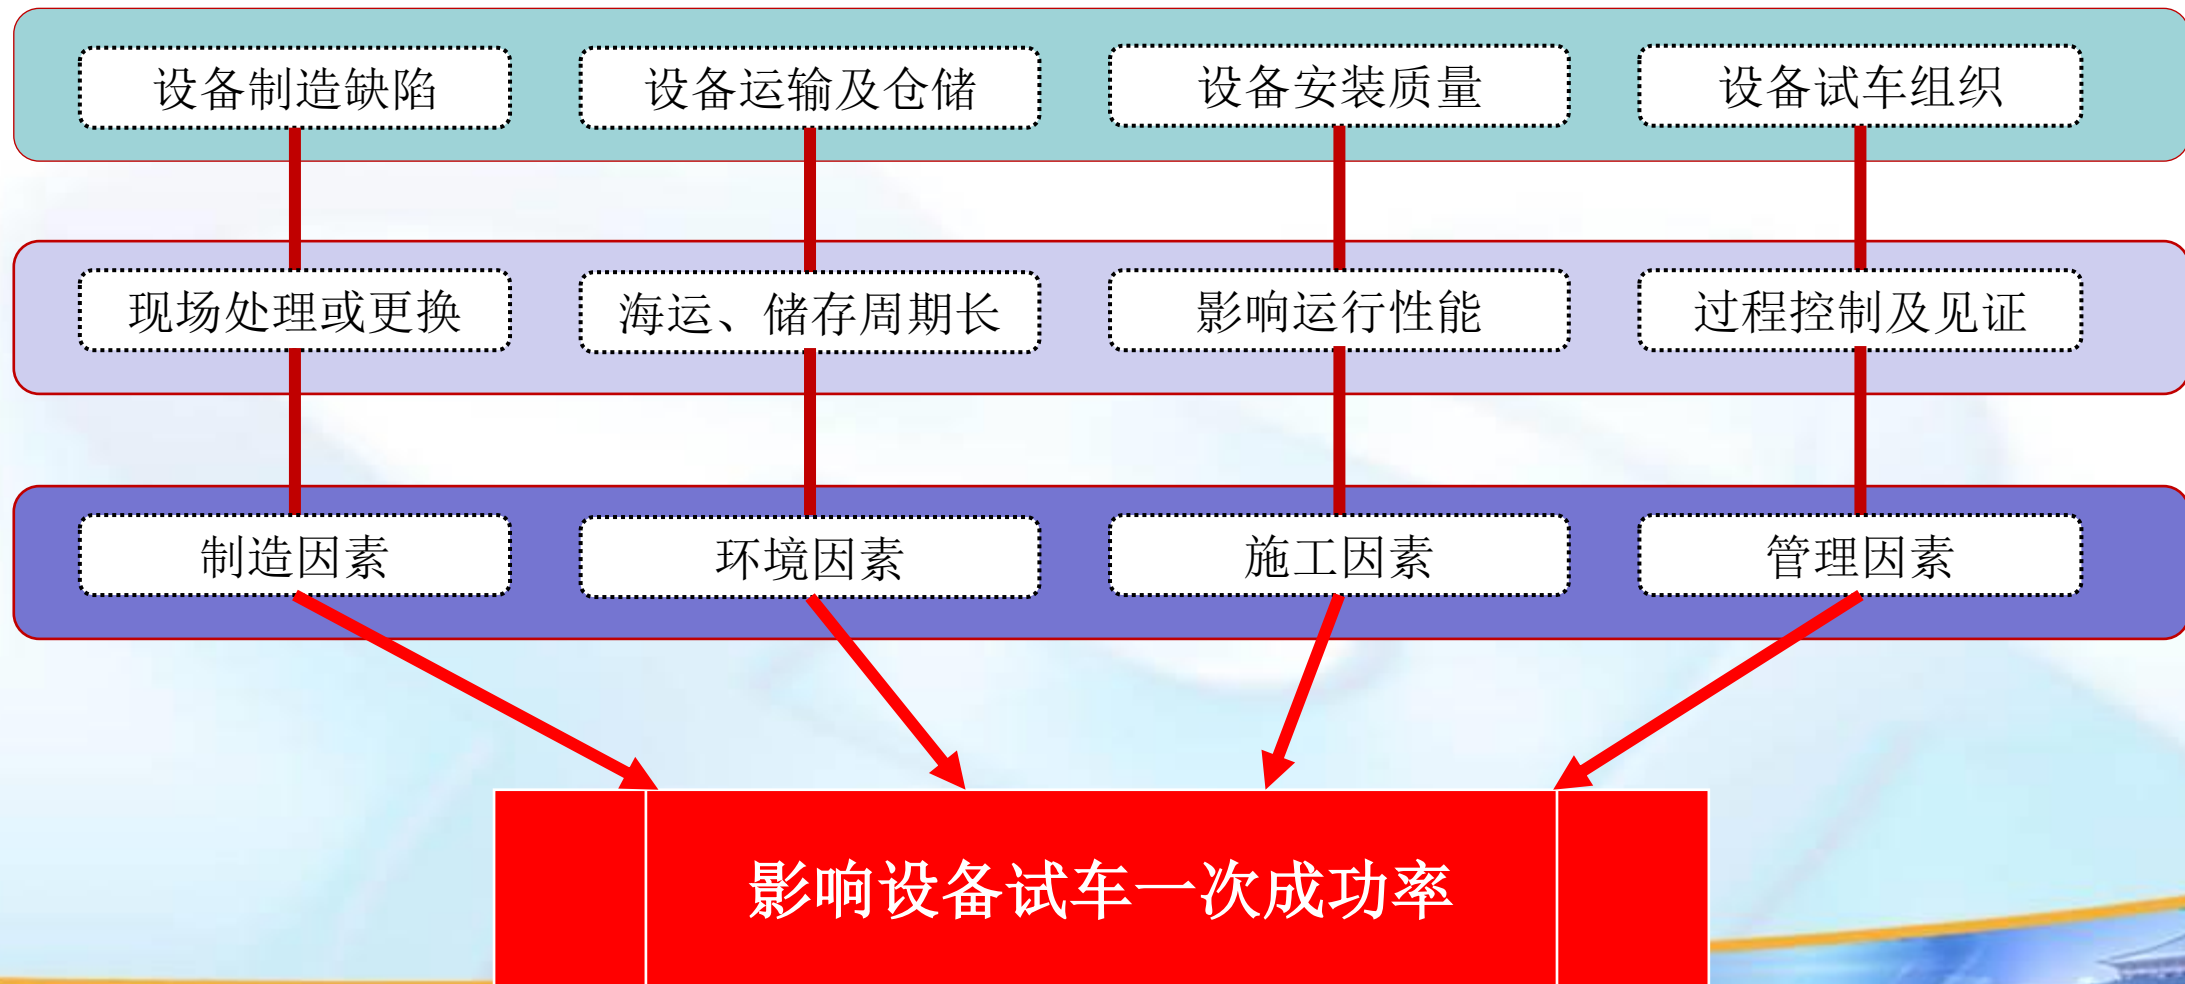 设备制造缺陷
设备运输及仓储
设备安装质量
设备试车组织
现场处理或更换
海运、储存周期长
影响运行性能
过程控制及见证
制造因素
环境因素
施工因素
管理因素
影响设备试车一次成功率